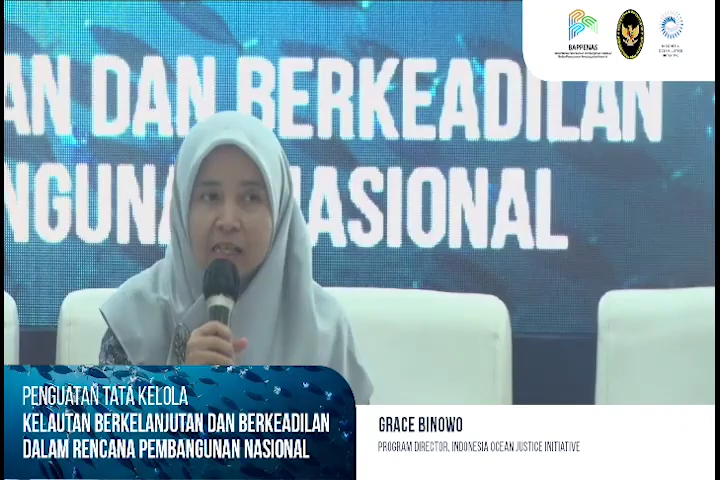 BAPPENAS
AN DAN BERKEADILAN
NGUNA NASIONAL
PENGUATAN TATA KELOLA
KELAUTAN BERKELANJUTAN DAN BERKEADILAN
DALAM RENCANA PEMBANGUNAN NASIONAL
GRACE BINOWO
PROGRAM DIRECTOR, INDONESIA OCEAN JUSTICE INITIATIVE